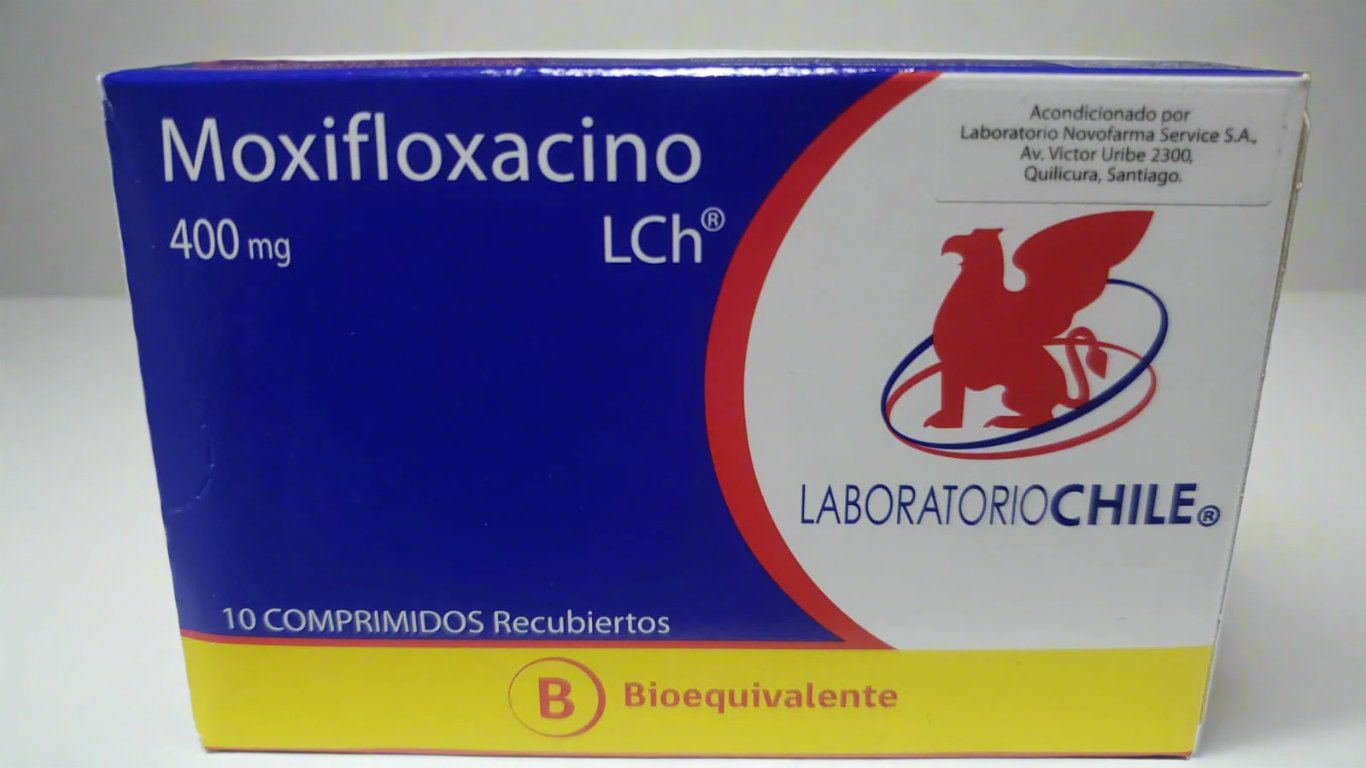 Moxifloxacino
400 mg
LCh®
Acondicionado por
Laboratorio Novofarma Service S.A.,
Av. Victor Uribe 2300,
Quilicura, Santiago.
LABORATORIOCHILE®
10 COMPRIMIDOS Recubiertos
B Bioequivalente